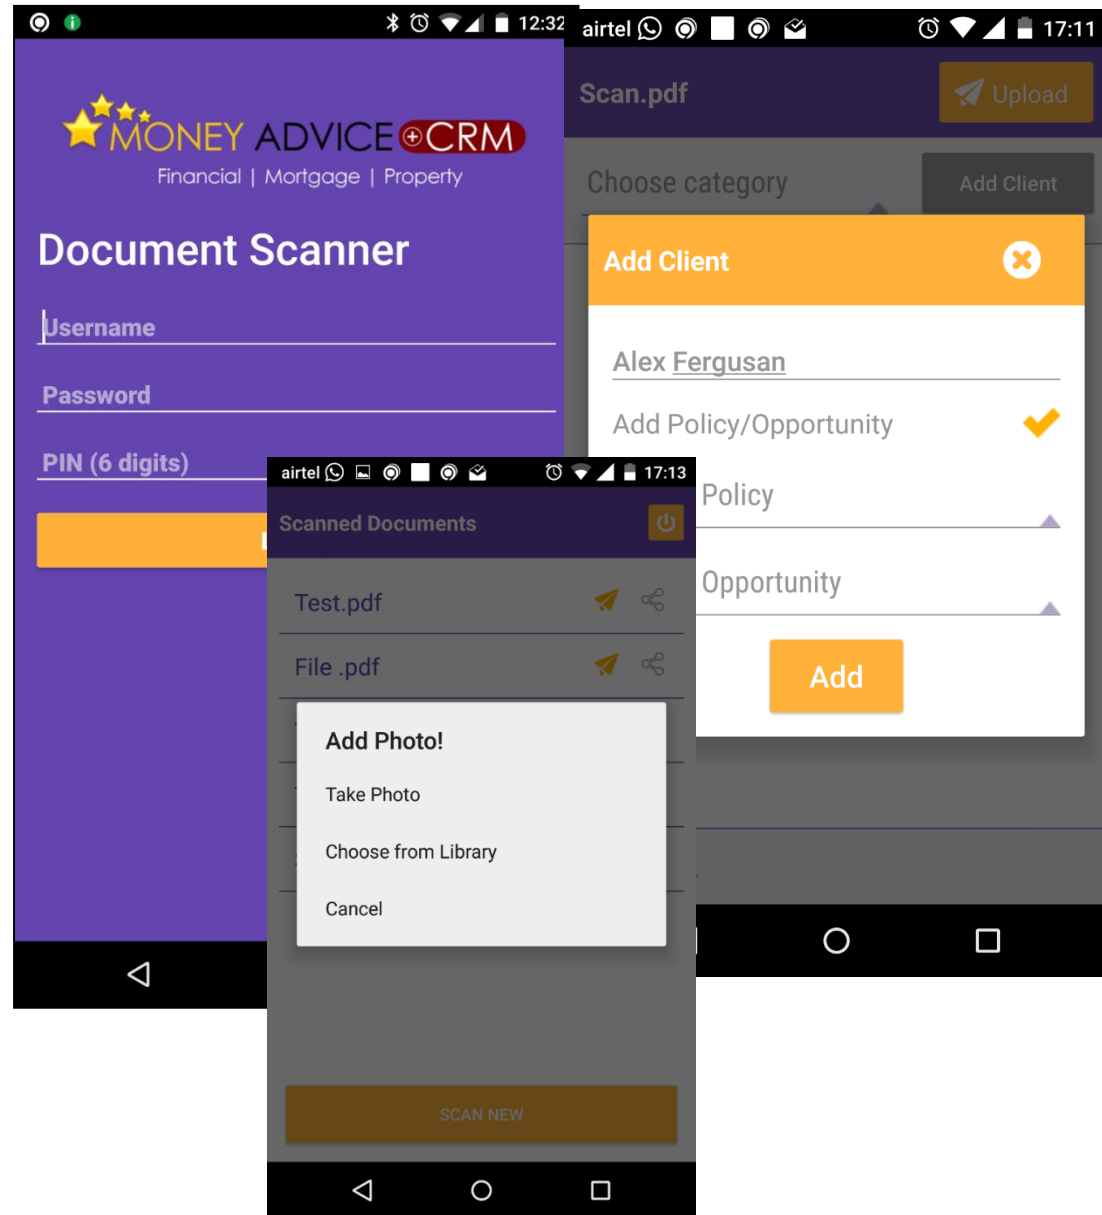 12:32
MONEY ADVICE CRM
Financial | Mortgage | Property
Document Scanner
Username
Password
PIN (6 digits)
airtel 17:11
Scan.pdf
Upload
Choose category
Add Client
Add Client
Alex Fergusan
Add Policy/Opportunity
Policy
Opportunity
Add
airtel 17:13
Scanned Documents
Test.pdf
File .pdf
Add Photo!
Take Photo
Choose from Library
Cancel
SCAN NEW